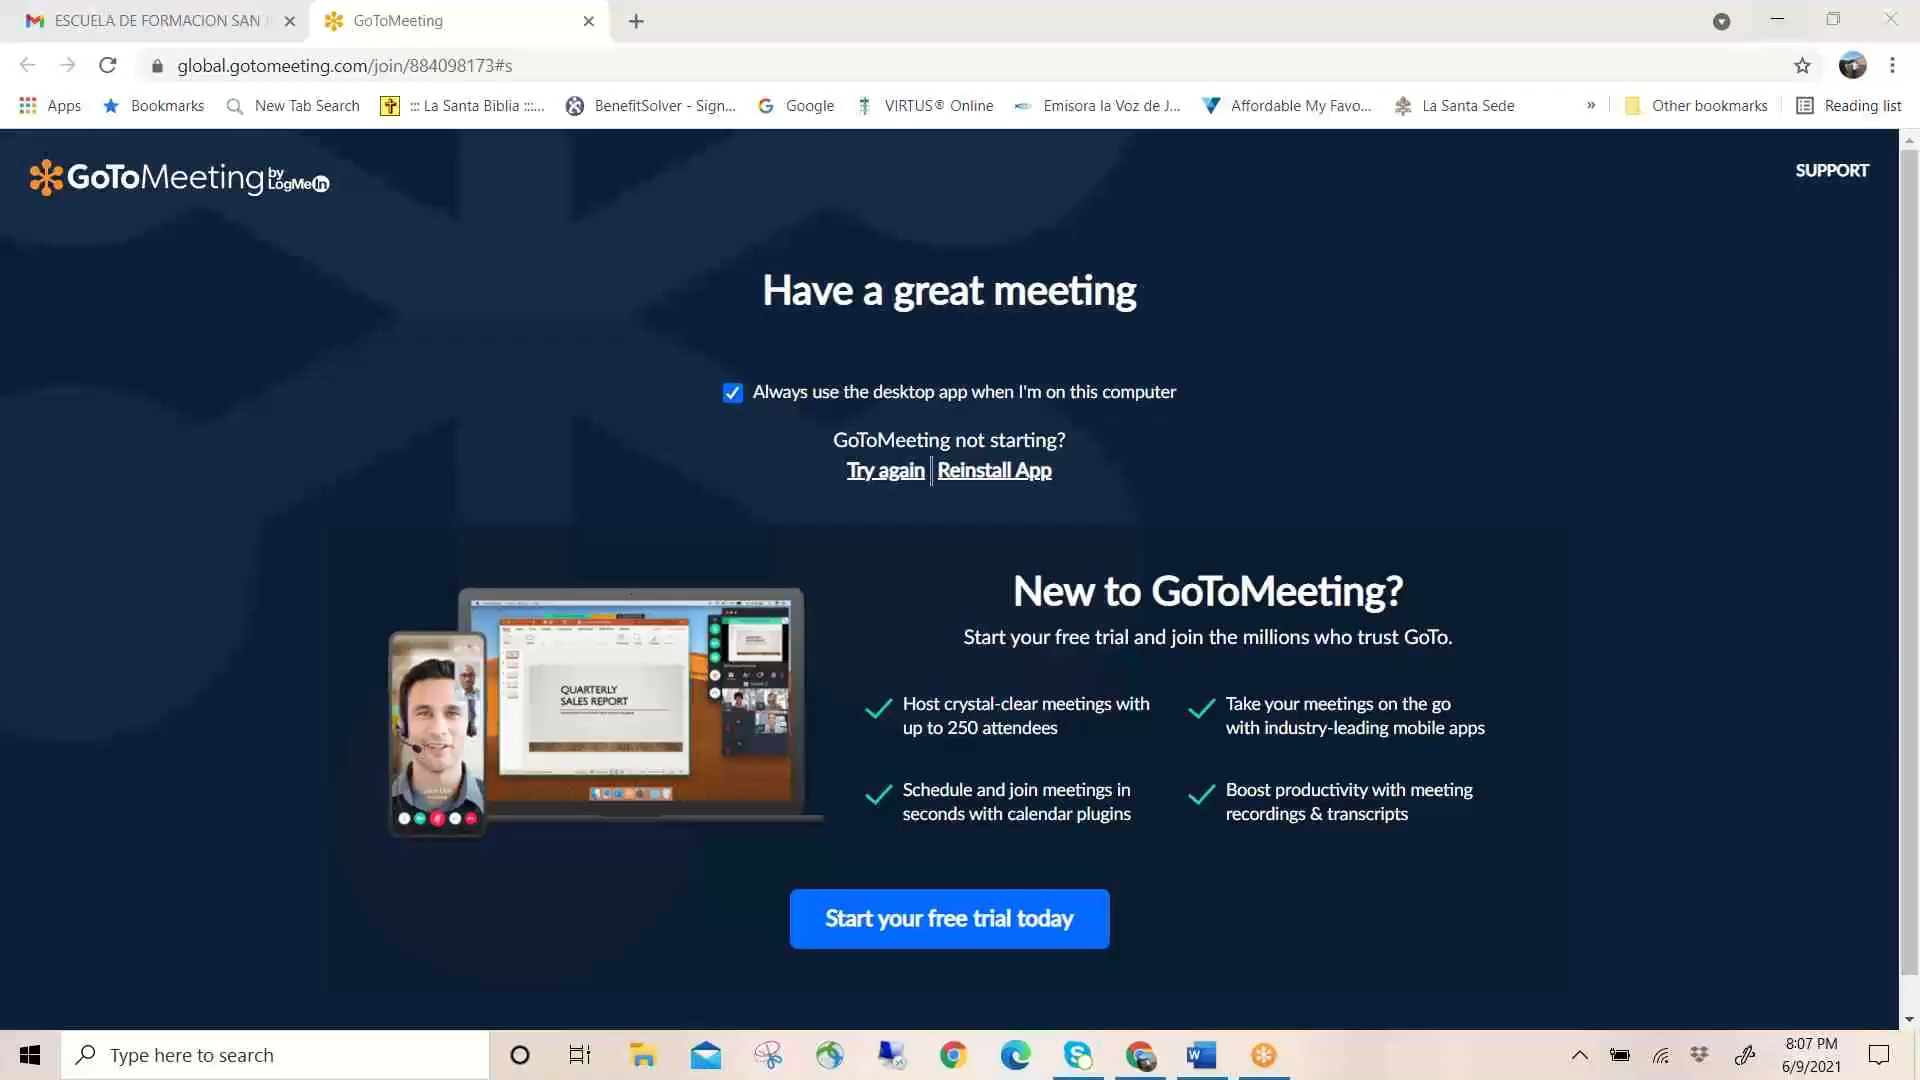 ESCUELA DE FORMACION SAN
GoToMeeting
global.gotomeeting.com/join/884098173#s
Apps
Bookmarks
New Tab Search
::: La Santa Biblia :::...
BenefitSolver - Sign...
Google
VIRTUS® Online
Emisora la Voz de J...
Affordable My Favo...
La Santa Sede
»
Other bookmarks
Reading list
GoToMeeting by LogMeIn
SUPPORT
Have a great meeting
Always use the desktop app when I'm on this computer
GoToMeeting not starting?
Try again Reinstall App
QUARTERLY
SALES REPORT
New to GoToMeeting?
Start your free trial and join the millions who trust GoTo.
Host crystal-clear meetings with
up to 250 attendees
Take your meetings on the go
with industry-leading mobile apps
Schedule and join meetings in
seconds with calendar plugins
Boost productivity with meeting
recordings & transcripts
Start your free trial today
Type here to search
8:07 PM
6/9/2021